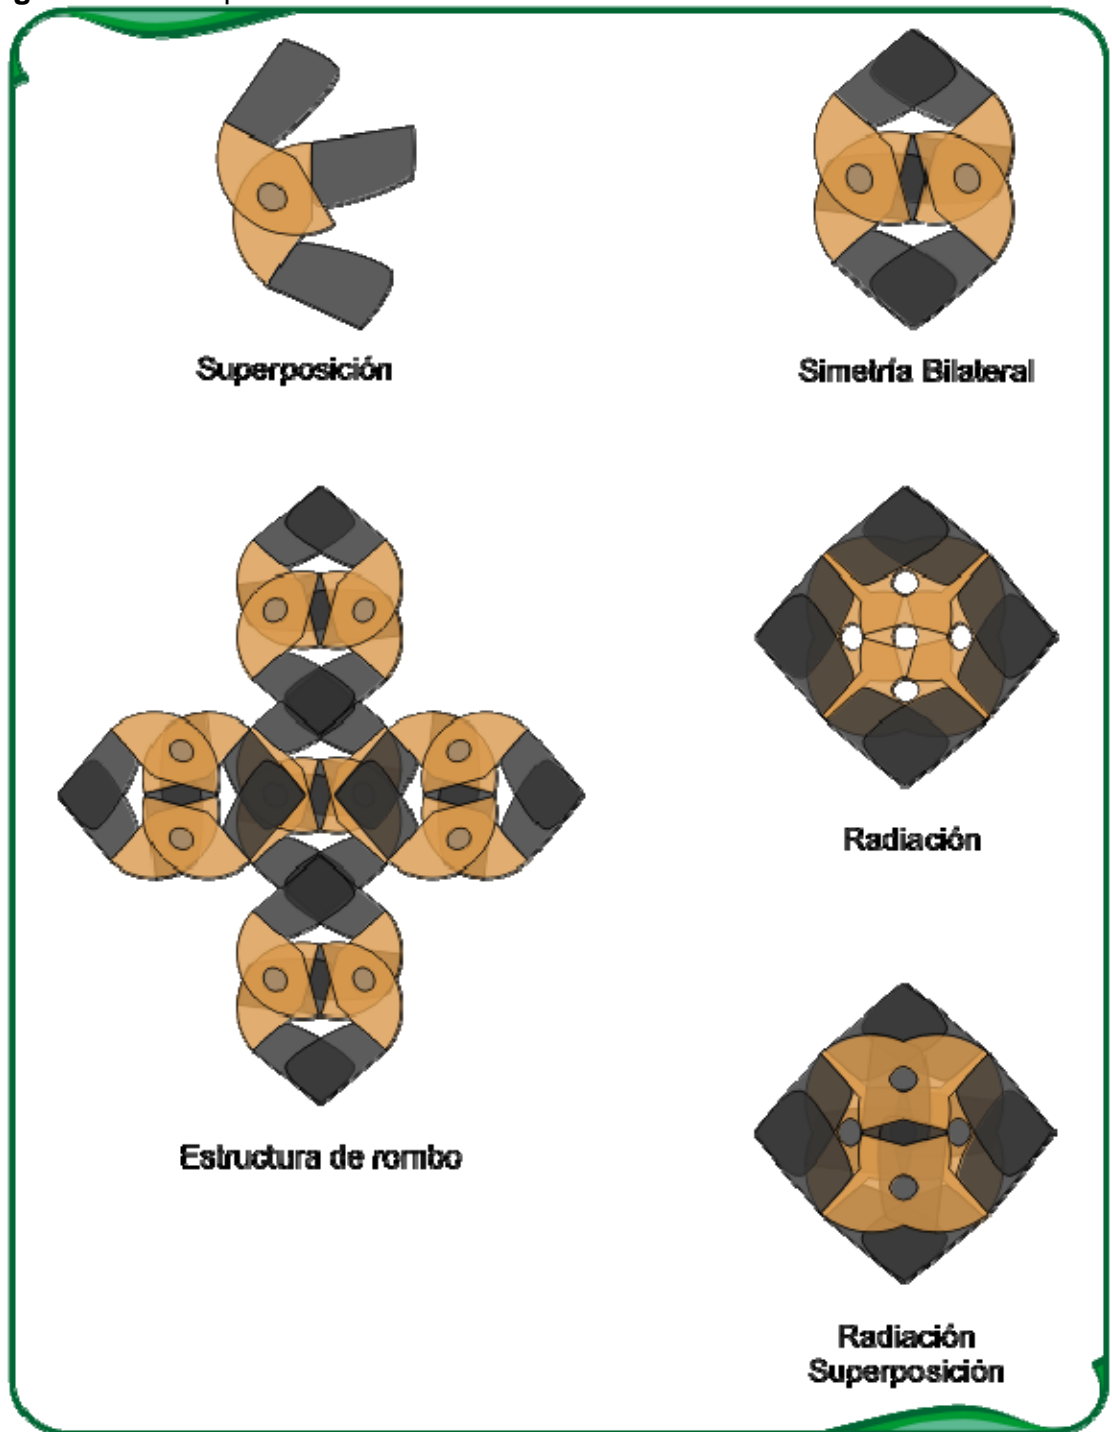 Superposición
Simetría Bilateral
Estructura de rombo
Radiación
Radiación
Superposición